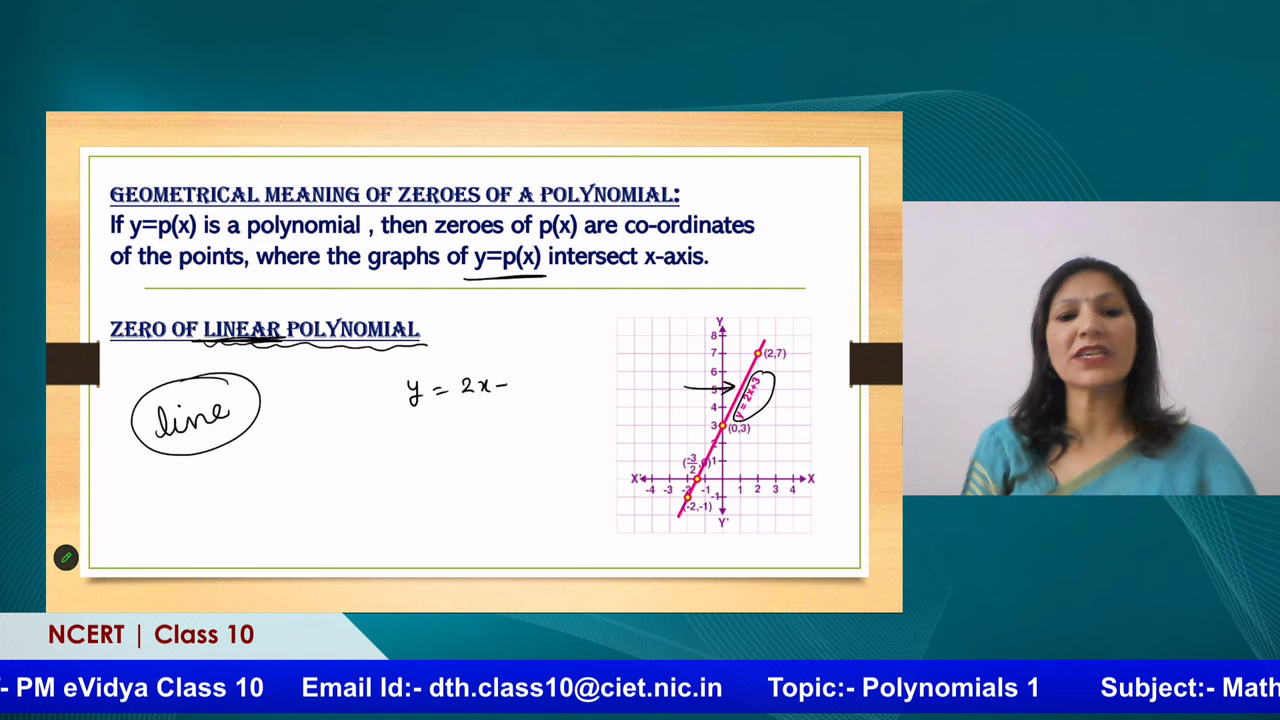 GEOMETRICAL MEANING OF ZEROES OF A POLYNOMIAL:
If y=p(x) is a polynomial , then zeroes of p(x) are co-ordinates
of the points, where the graphs of y=p(x) intersect x-axis.
ZERO OF LINEAR POLYNOMIAL
line
y = 2x-
Y
8
7
(2,7)
6
5
y = 2x+3
4
3
(0,3)
2
(-3/2, 0)
1
X' -4 -3 -2 -1 1 2 3 4 X
-1
(-2,-1)
Y'
NCERT | Class 10
- PM eVidya Class 10 Email Id:- dth.class10@ciet.nic.in Topic:- Polynomials 1 Subject:- Math